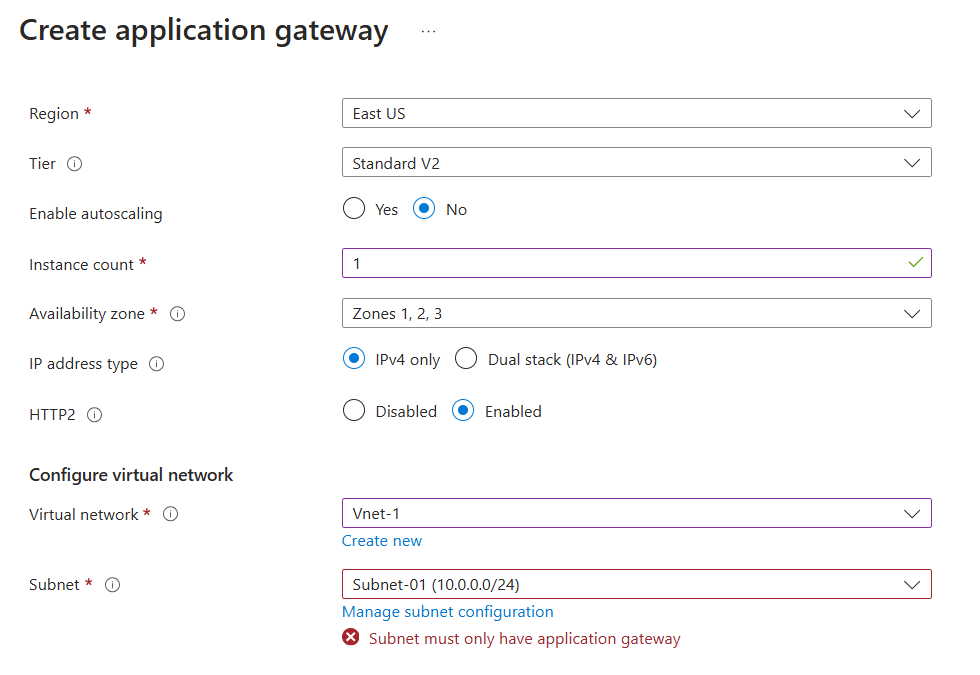 Create application gateway ...
Region *
East US
Tier
Standard V2
Enable autoscaling
Yes No
Instance count *
1
Availability zone *
Zones 1, 2, 3
IP address type
IPv4 only Dual stack (IPv4 & IPv6)
HTTP2
Disabled Enabled
Configure virtual network
Virtual network *
Vnet-1
Create new
Subnet *
Subnet-01 (10.0.0.0/24)
Manage subnet configuration
Subnet must only have application gateway